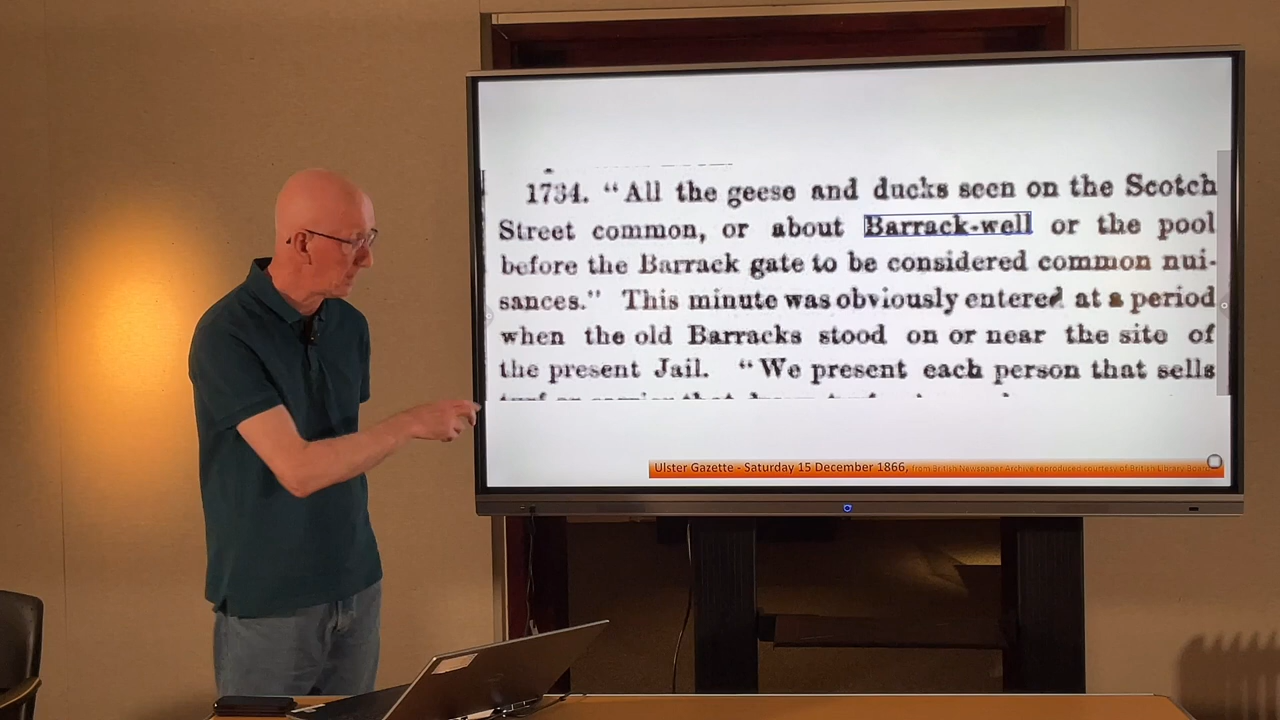 1734. “All the geese and ducks seen on the Scotch
Street common, or about Barrack-well or the pool
before the Barrack gate to be considered common nui-
sances.” This minute was obviously entered at a period
when the old Barracks stood on or near the site of
the present Jail. “We present each person that sells
Ulster Gazette - Saturday 15 December 1866, from British Newspaper Archive reproduced courtesy of British Library Board